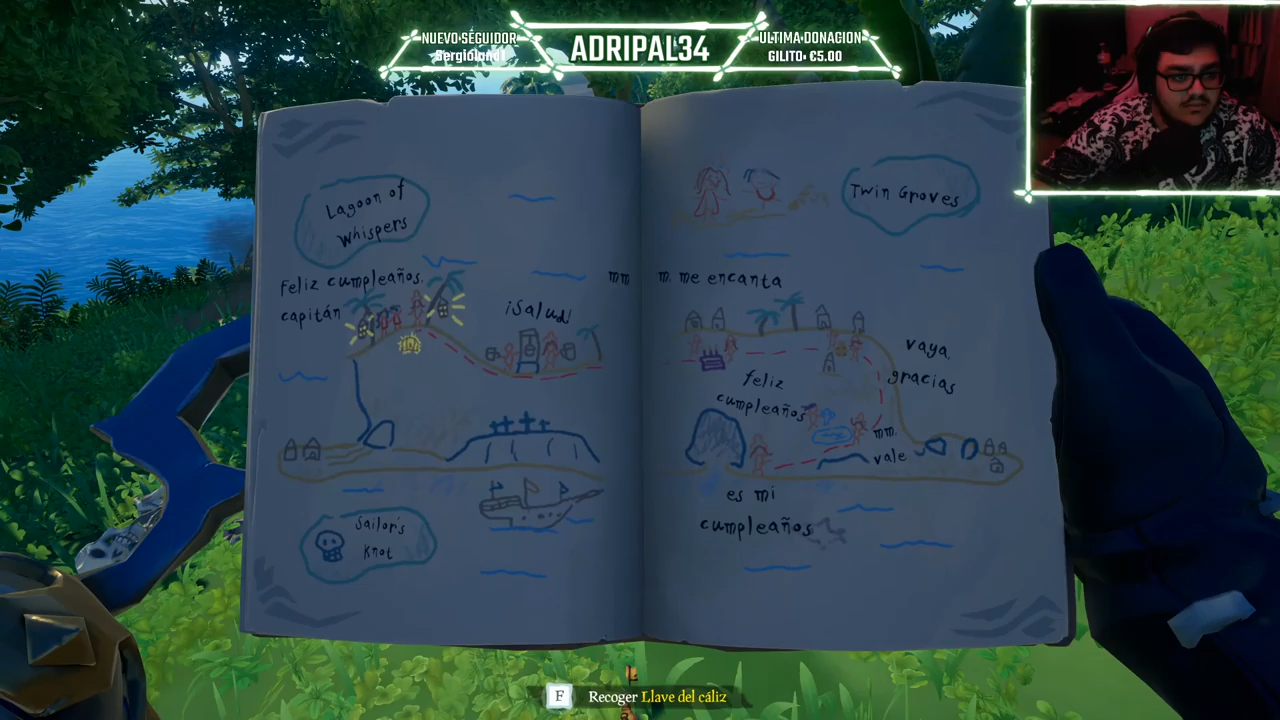 NUEVO SEGUIDOR
ADRIPAL34
ULTIMA DONACION
GILITO: €5.00
Lagoon of
Whispers
Feliz cumpleaños,
capitán
¡Salud!
Sailor's
Knot
Twin Groves
mm
m. me encanta
vaya,
gracias
feliz
cumpleaños
mm.
vale
es mi
cumpleaños
F Recoger Llave del cáliz